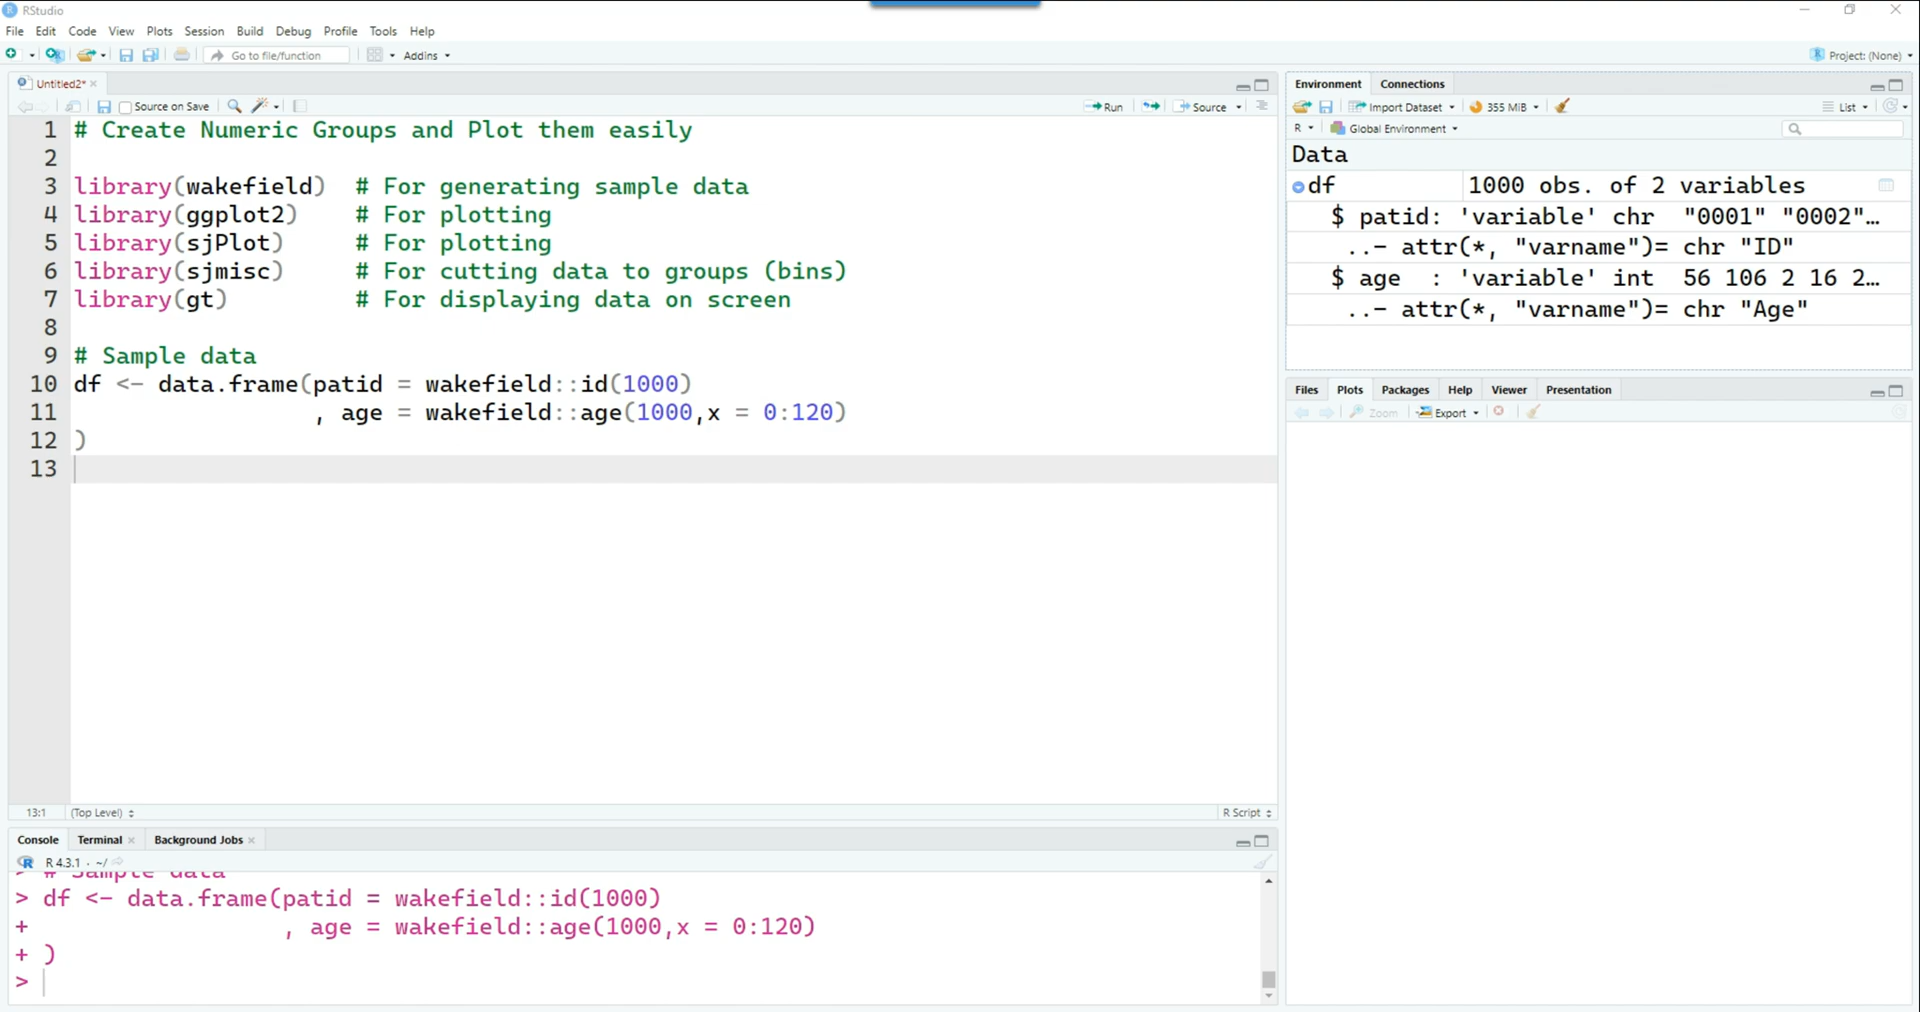 RStudio
File Edit Code View Plots Session Build Debug Profile Tools Help
Go to file/function Addins Project: (None)
Untitled2*
Source on Save Run Source
1 # Create Numeric Groups and Plot them easily
2
3 library(wakefield)  # For generating sample data
4 library(ggplot2)    # For plotting
5 library(sjPlot)     # For plotting
6 library(sjmisc)     # For cutting data to groups (bins)
7 library(gt)         # For displaying data on screen
8
9 # Sample data
10 df <- data.frame(patid = wakefield::id(1000)
11                  , age = wakefield::age(1000,x = 0:120)
12 )
13
13:1 (Top Level) R Script
Console Terminal Background Jobs
R 4.3.1 · ~/
> # Sample data
> df <- data.frame(patid = wakefield::id(1000)
+                  , age = wakefield::age(1000,x = 0:120)
+ )
>
Environment Connections
Import Dataset 355 MiB List
R Global Environment
Data
df 1000 obs. of 2 variables
$ patid: 'variable' chr  "0001" "0002"…
..- attr(*, "varname")= chr "ID"
$ age  : 'variable' int  56 106 2 16 2…
..- attr(*, "varname")= chr "Age"
Files Plots Packages Help Viewer Presentation
Zoom Export